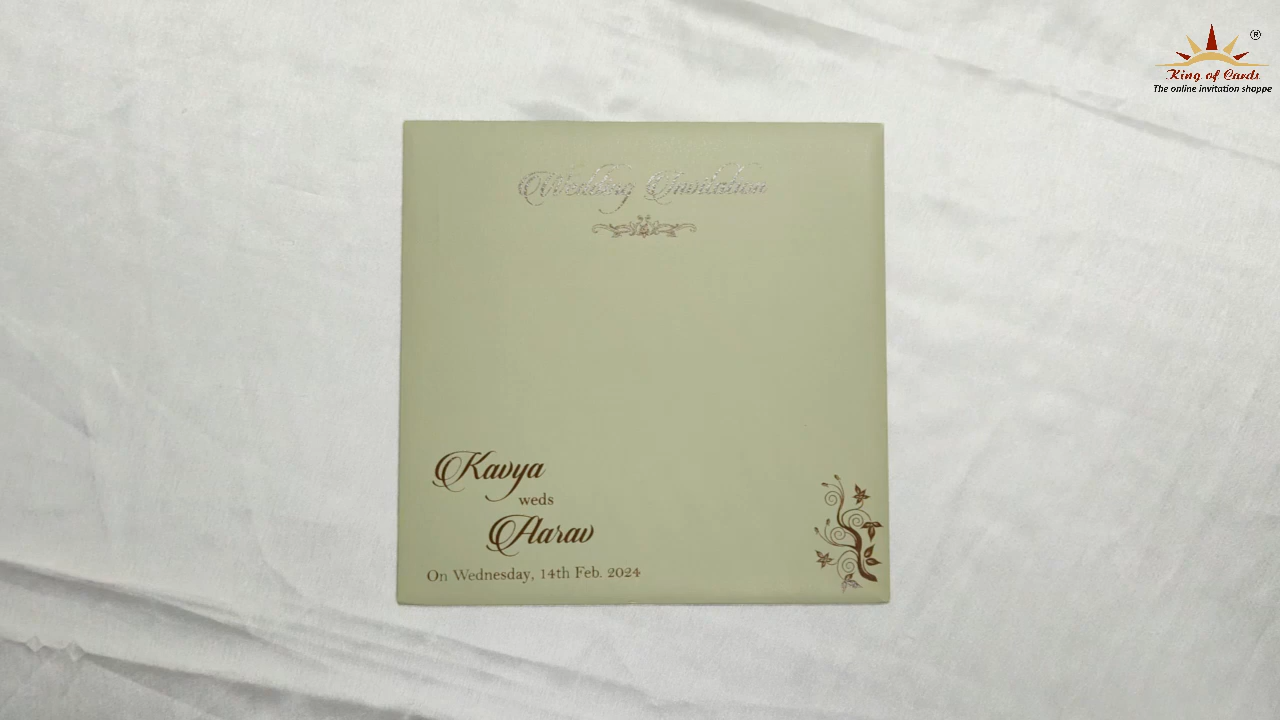 ®
King of Cards
The online invitation shoppe
Wedding Invitation
Kavya
weds
Aarav
On Wednesday, 14th Feb. 2024